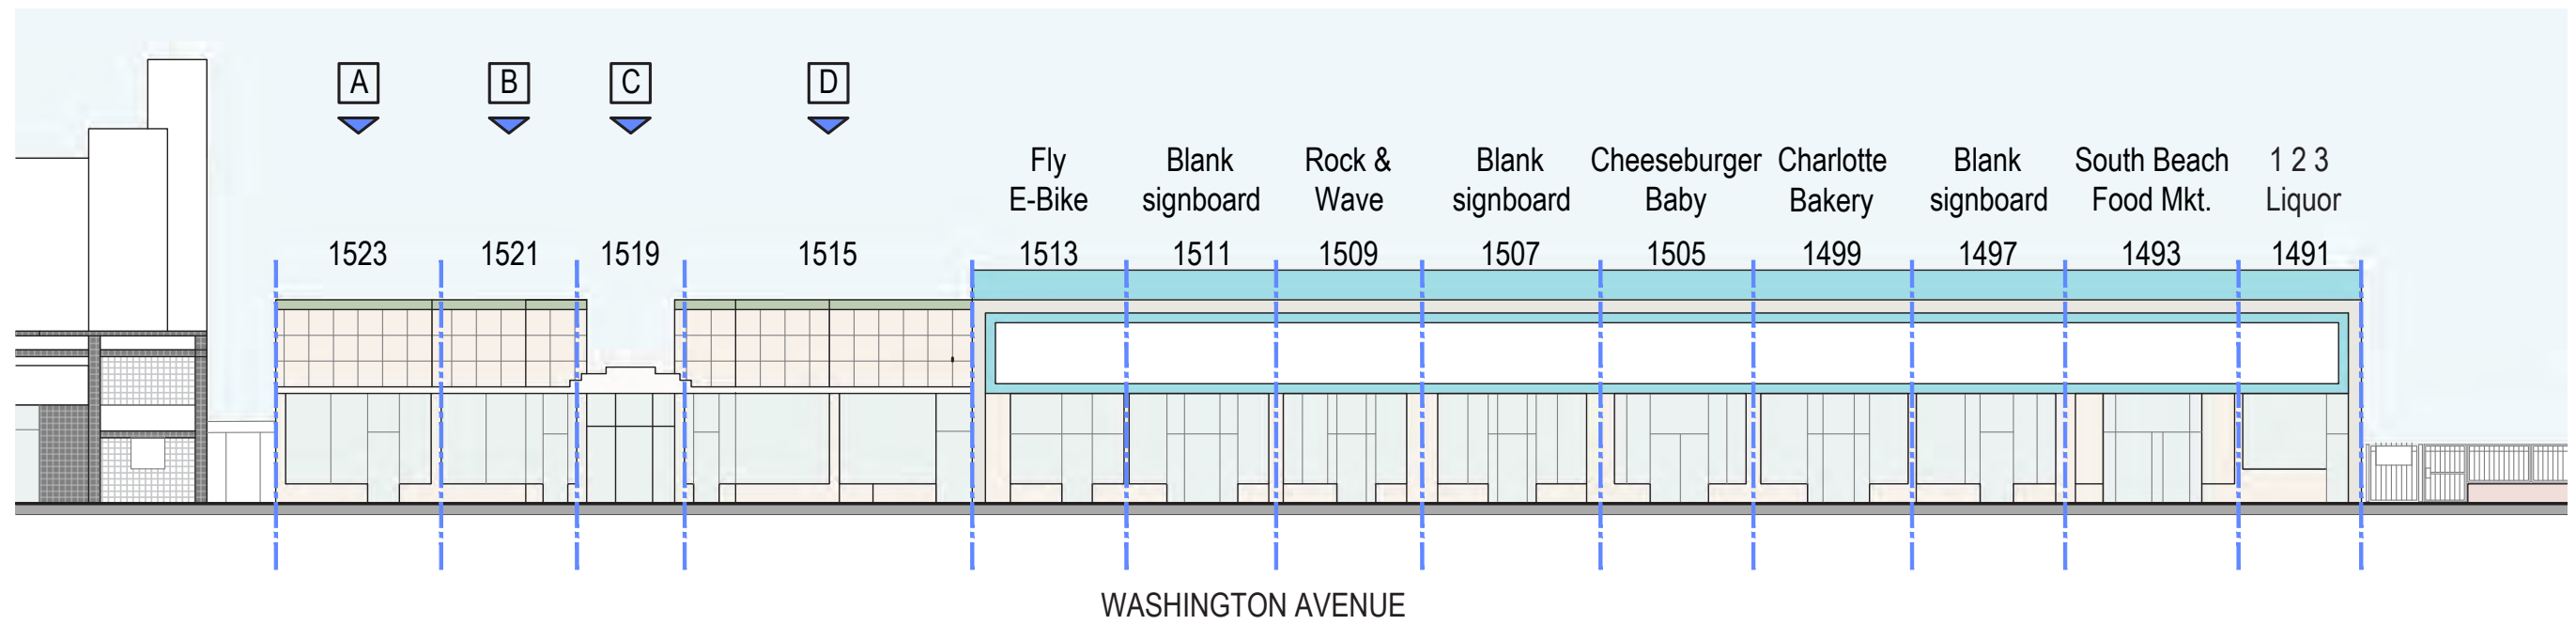 A B C D
Fly Blank Rock & Blank Cheeseburger Charlotte Blank South Beach 1 2 3
E-Bike signboard Wave signboard Baby Bakery signboard Food Mkt. Liquor
1523 1521 1519 1515 1513 1511 1509 1507 1505 1499 1497 1493 1491
WASHINGTON AVENUE